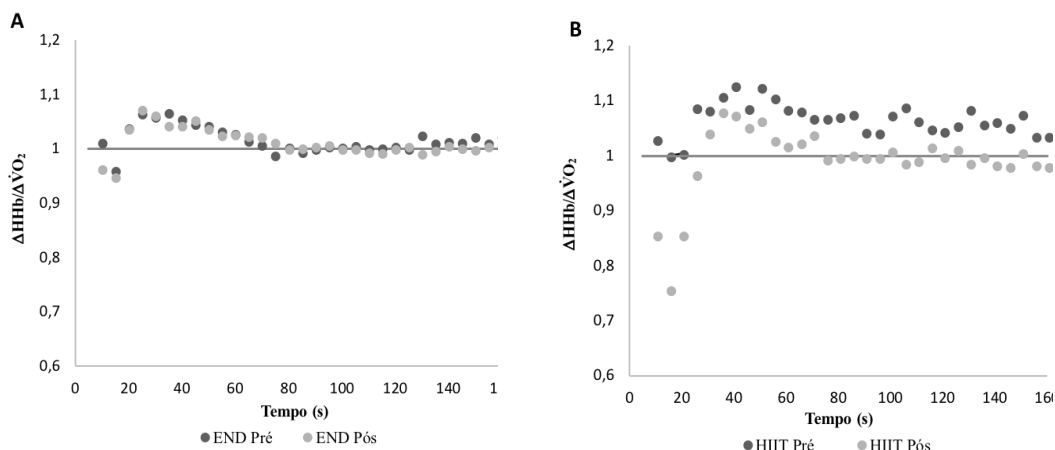 A
1,2
1,1
1
0,9
0,8
0,7
0,6
ΔHHb/ΔV̇O₂
0 20 40 60 80 100 120 140 1
Tempo (s)
END Pré END Pós
B
1,2
1,1
1
0,9
0,8
0,7
0,6
ΔHHb/ΔV̇O₂
0 20 40 60 80 100 120 140 160
Tempo (s)
HIIT Pré HIIT Pós